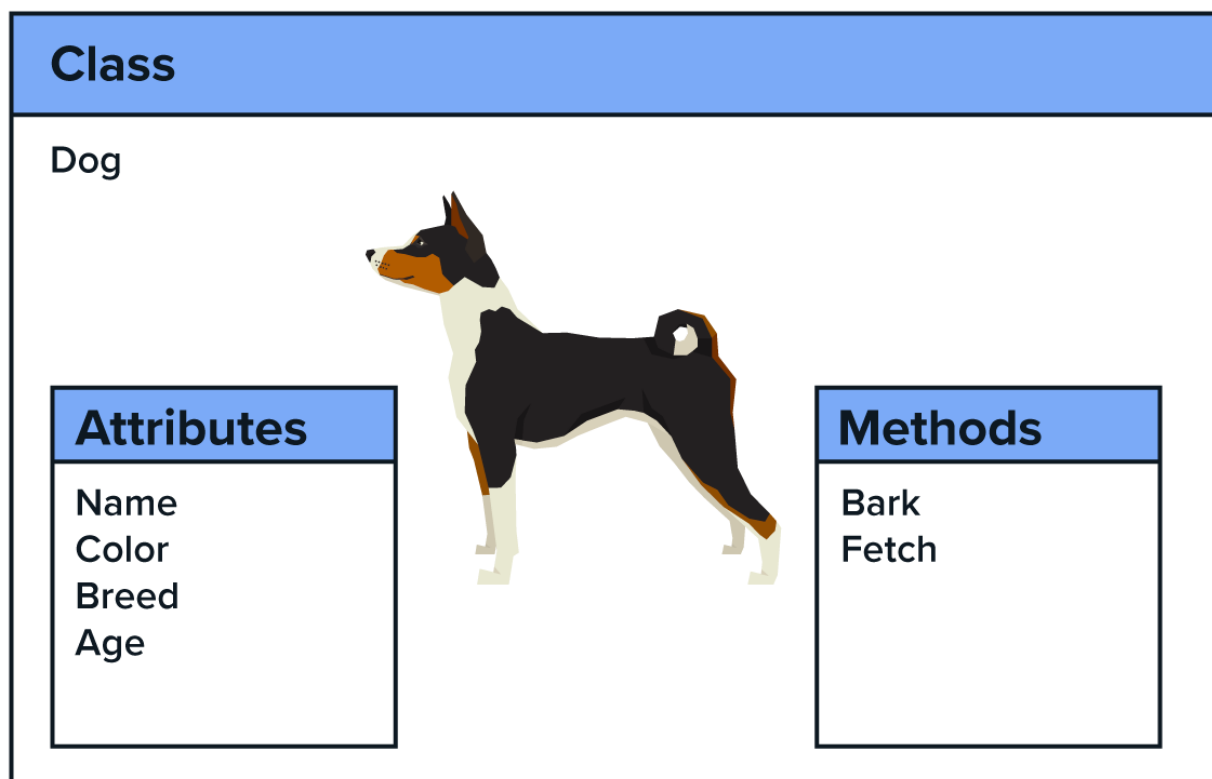 Class
Dog
Attributes
Name
Color
Breed
Age
Methods
Bark
Fetch